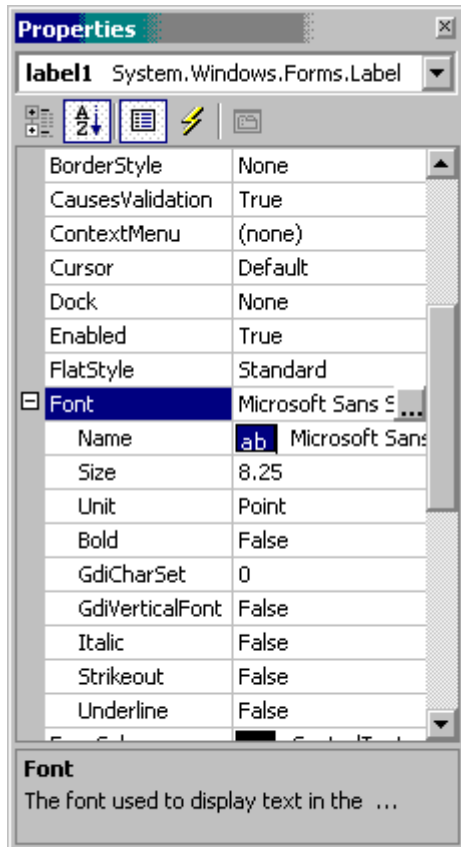 Properties
label1 System.Windows.Forms.Label
A
Z
BorderStyle None
CausesValidation True
ContextMenu (none)
Cursor Default
Dock None
Enabled True
FlatStyle Standard
Font Microsoft Sans S ...
Name ab Microsoft Sans
Size 8.25
Unit Point
Bold False
GdiCharSet 0
GdiVerticalFont False
Italic False
Strikeout False
Underline False
Font
The font used to display text in the ...